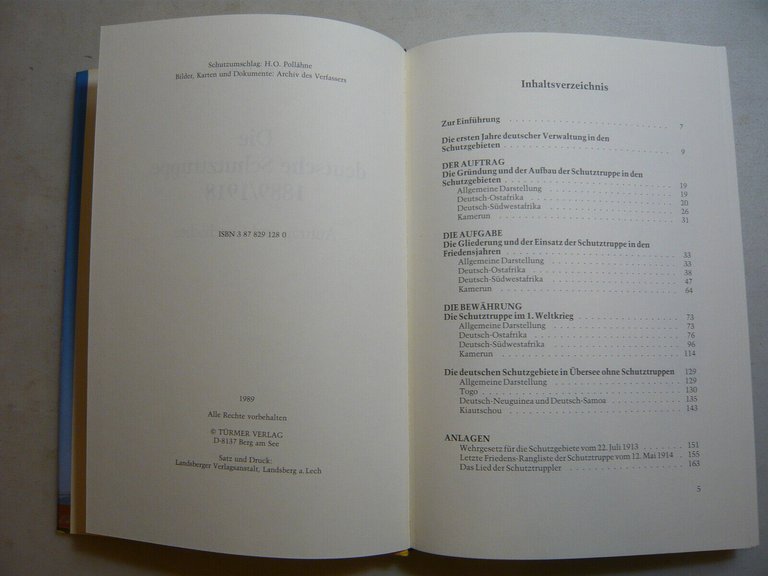 Schutzumschlag: H.O. Pollähne
Bilder, Karten und Dokumente: Archiv des Verfassers
ISBN 3 87 829 128 0
1989
Alle Rechte vorbehalten
© TÜRMER VERLAG
D-8137 Berg am See
Satz und Druck:
Landsberger Verlagsanstalt, Landsberg a. Lech
Inhaltsverzeichnis
Zur Einführung . . . 7
Die ersten Jahre deutscher Verwaltung in den
Schutzgebieten . . . 9
DER AUFTRAG
Die Gründung und der Aufbau der Schutztruppe in den
Schutzgebieten . . . 19
Allgemeine Darstellung . . . 19
Deutsch-Ostafrika . . . 20
Deutsch-Südwestafrika . . . 26
Kamerun . . . 31
DIE AUFGABE
Die Gliederung und der Einsatz der Schutztruppe in den
Friedensjahren . . . 33
Allgemeine Darstellung . . . 33
Deutsch-Ostafrika . . . 38
Deutsch-Südwestafrika . . . 47
Kamerun . . . 64
DIE BEWÄHRUNG
Die Schutztruppe im 1. Weltkrieg . . . 73
Allgemeine Darstellung . . . 73
Deutsch-Ostafrika . . . 76
Deutsch-Südwestafrika . . . 96
Kamerun . . . 114
Die deutschen Schutzgebiete in Übersee ohne Schutztruppen 129
Allgemeine Darstellung . . . 129
Togo . . . 130
Deutsch-Neuguinea und Deutsch-Samoa . . . 135
Kiautschou . . . 143
ANLAGEN
Wehrgesetz für die Schutzgebiete vom 22. Juli 1913 . . . 151
Letzte Friedens-Rangliste der Schutztruppe vom 12. Mai 1914 . 155
Das Lied der Schutztruppler . . . 163
5